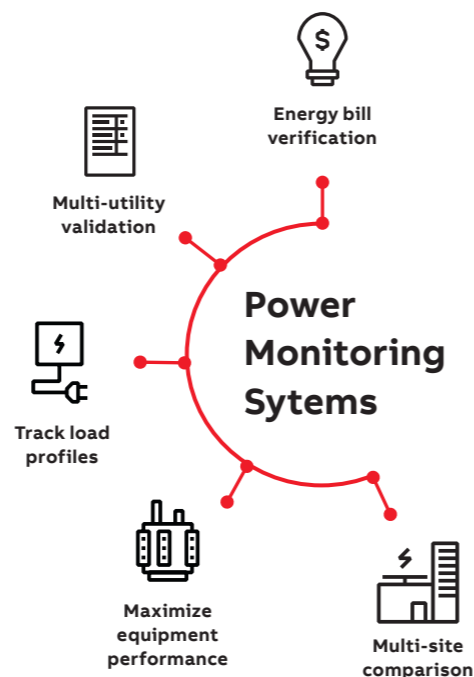 $
Energy bill
verification
Multi-utility
validation
Power
Monitoring
Sytems
Track load
profiles
Maximize
equipment
performance
Multi-site
comparison